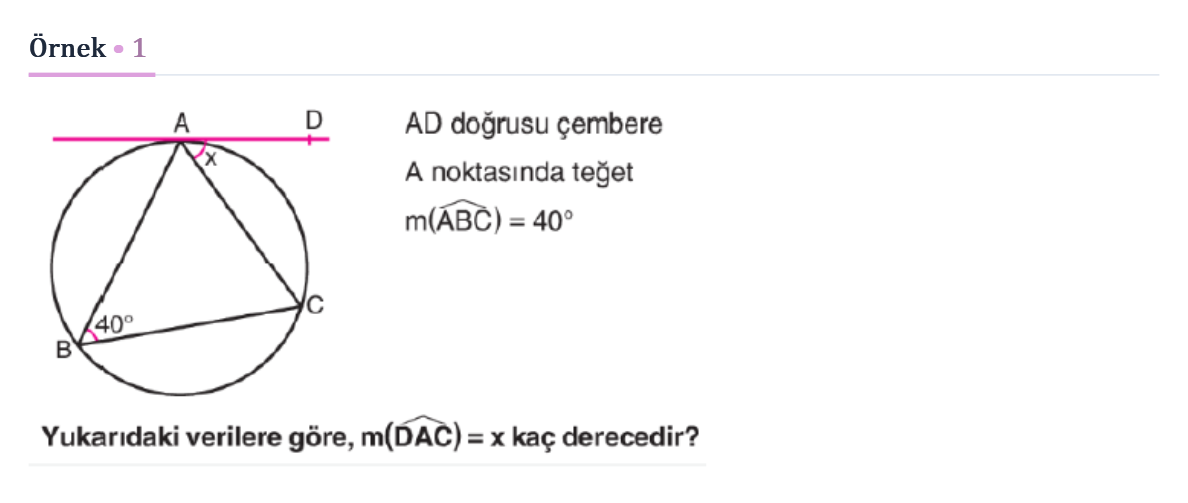 Örnek • 1
A
D
x
40°
B
C
AD doğrusu çembere
A noktasında teğet
m(ABC) = 40°
Yukarıdaki verilere göre, m(DAC) = x kaç derecedir?